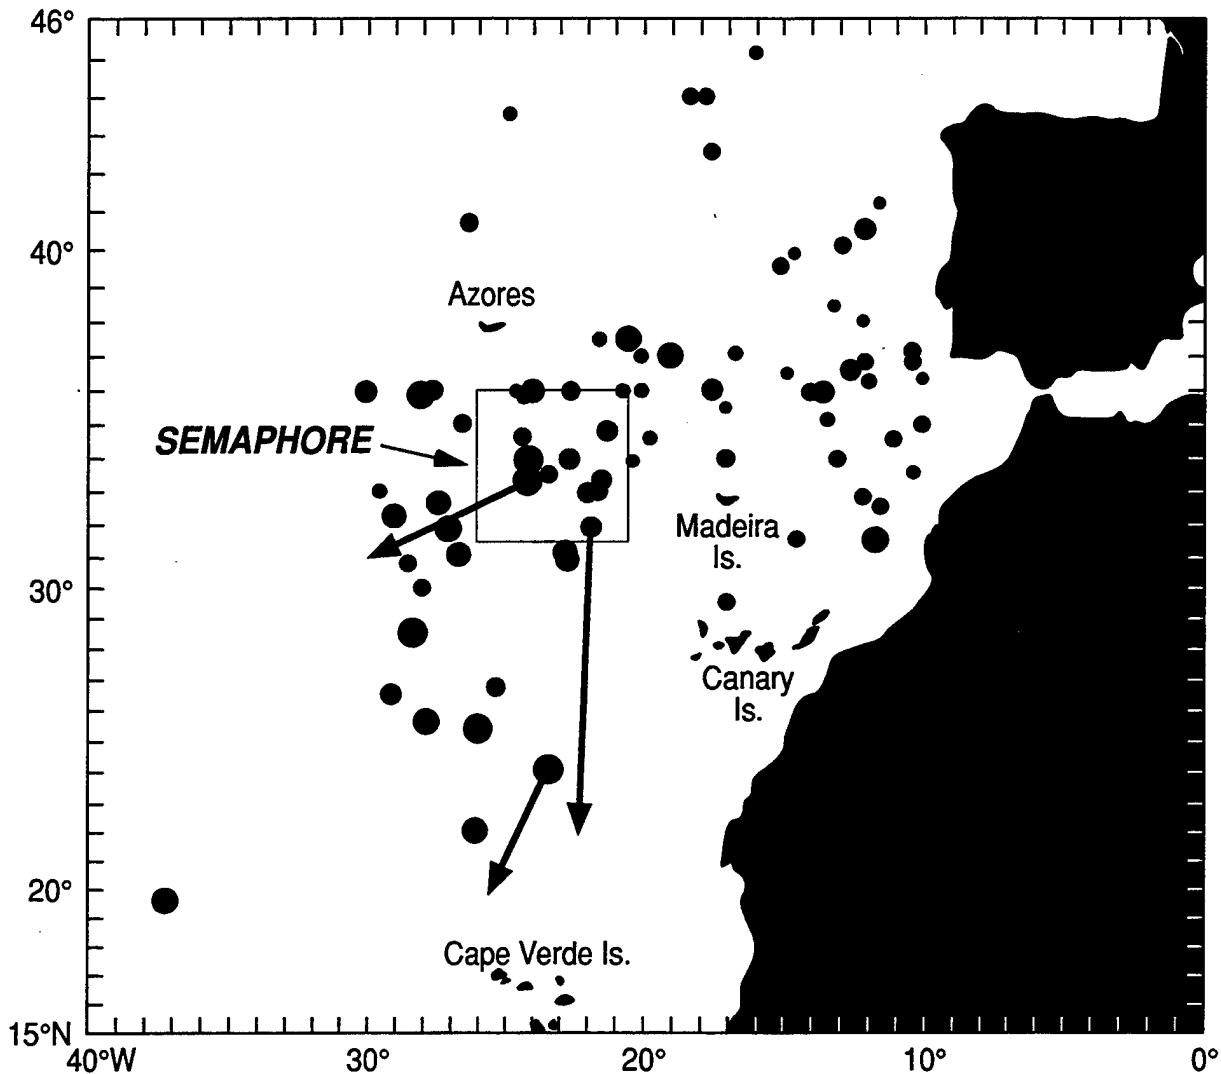 46°
40°
Azores
SEMAPHORE
Madeira
Is.
30°
Canary
Is.
20°
Cape Verde Is.
15°N
40°W
30°
20°
10°
0°